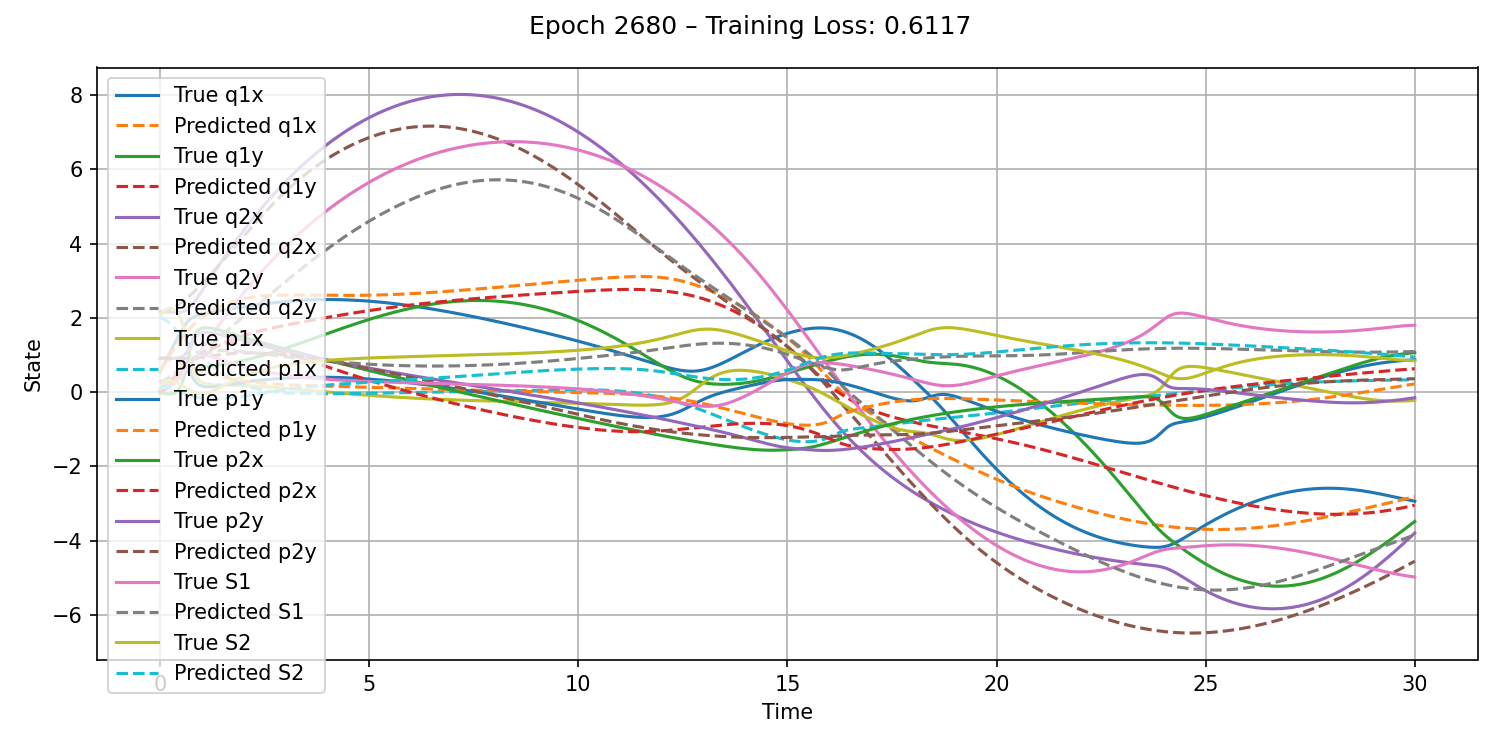 Epoch 2680 – Training Loss: 0.6117
8
6
4
2
0
−2
−4
−6
State
True q1x
Predicted q1x
True q1y
Predicted q1y
True q2x
Predicted q2x
True q2y
Predicted q2y
True p1x
Predicted p1x
True p1y
Predicted p1y
True p2x
Predicted p2x
True p2y
Predicted p2y
True S1
Predicted S1
True S2
Predicted S2
0 5 10 15 20 25 30
Time